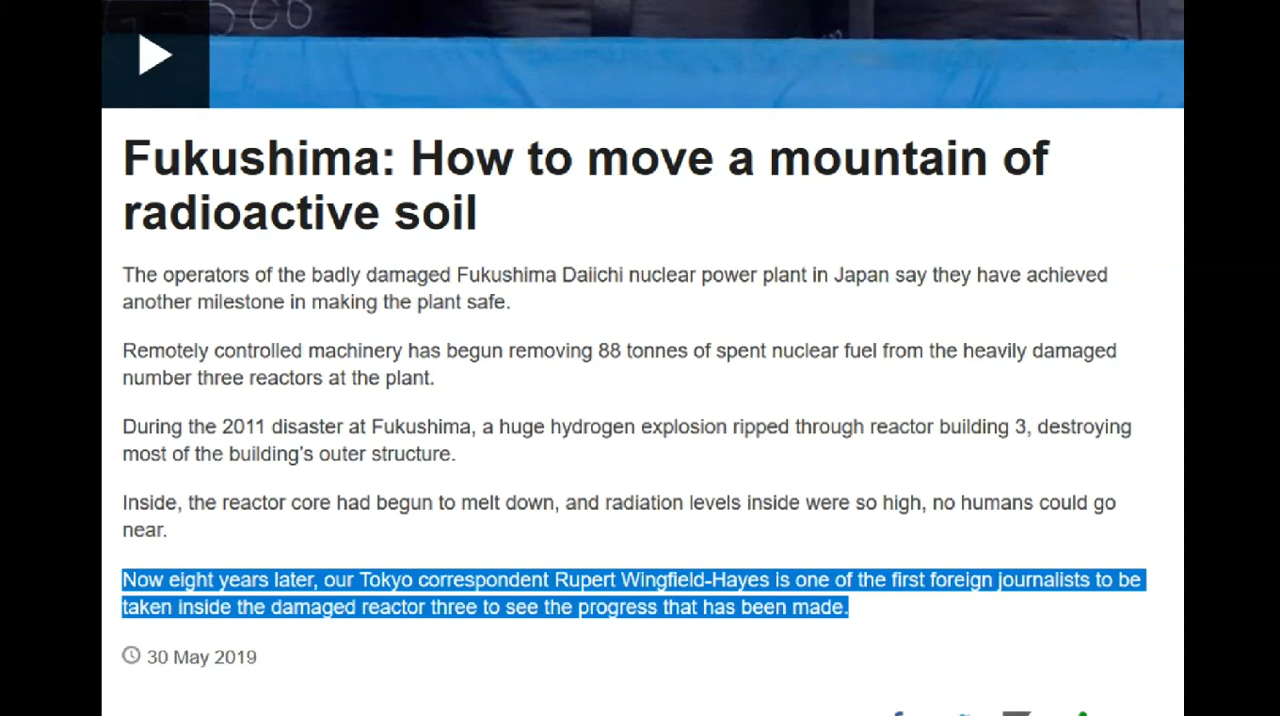 Fukushima: How to move a mountain of
radioactive soil
The operators of the badly damaged Fukushima Daiichi nuclear power plant in Japan say they have achieved
another milestone in making the plant safe.
Remotely controlled machinery has begun removing 88 tonnes of spent nuclear fuel from the heavily damaged
number three reactors at the plant.
During the 2011 disaster at Fukushima, a huge hydrogen explosion ripped through reactor building 3, destroying
most of the building's outer structure.
Inside, the reactor core had begun to melt down, and radiation levels inside were so high, no humans could go
near.
Now eight years later, our Tokyo correspondent Rupert Wingfield-Hayes is one of the first foreign journalists to be
taken inside the damaged reactor three to see the progress that has been made.
30 May 2019